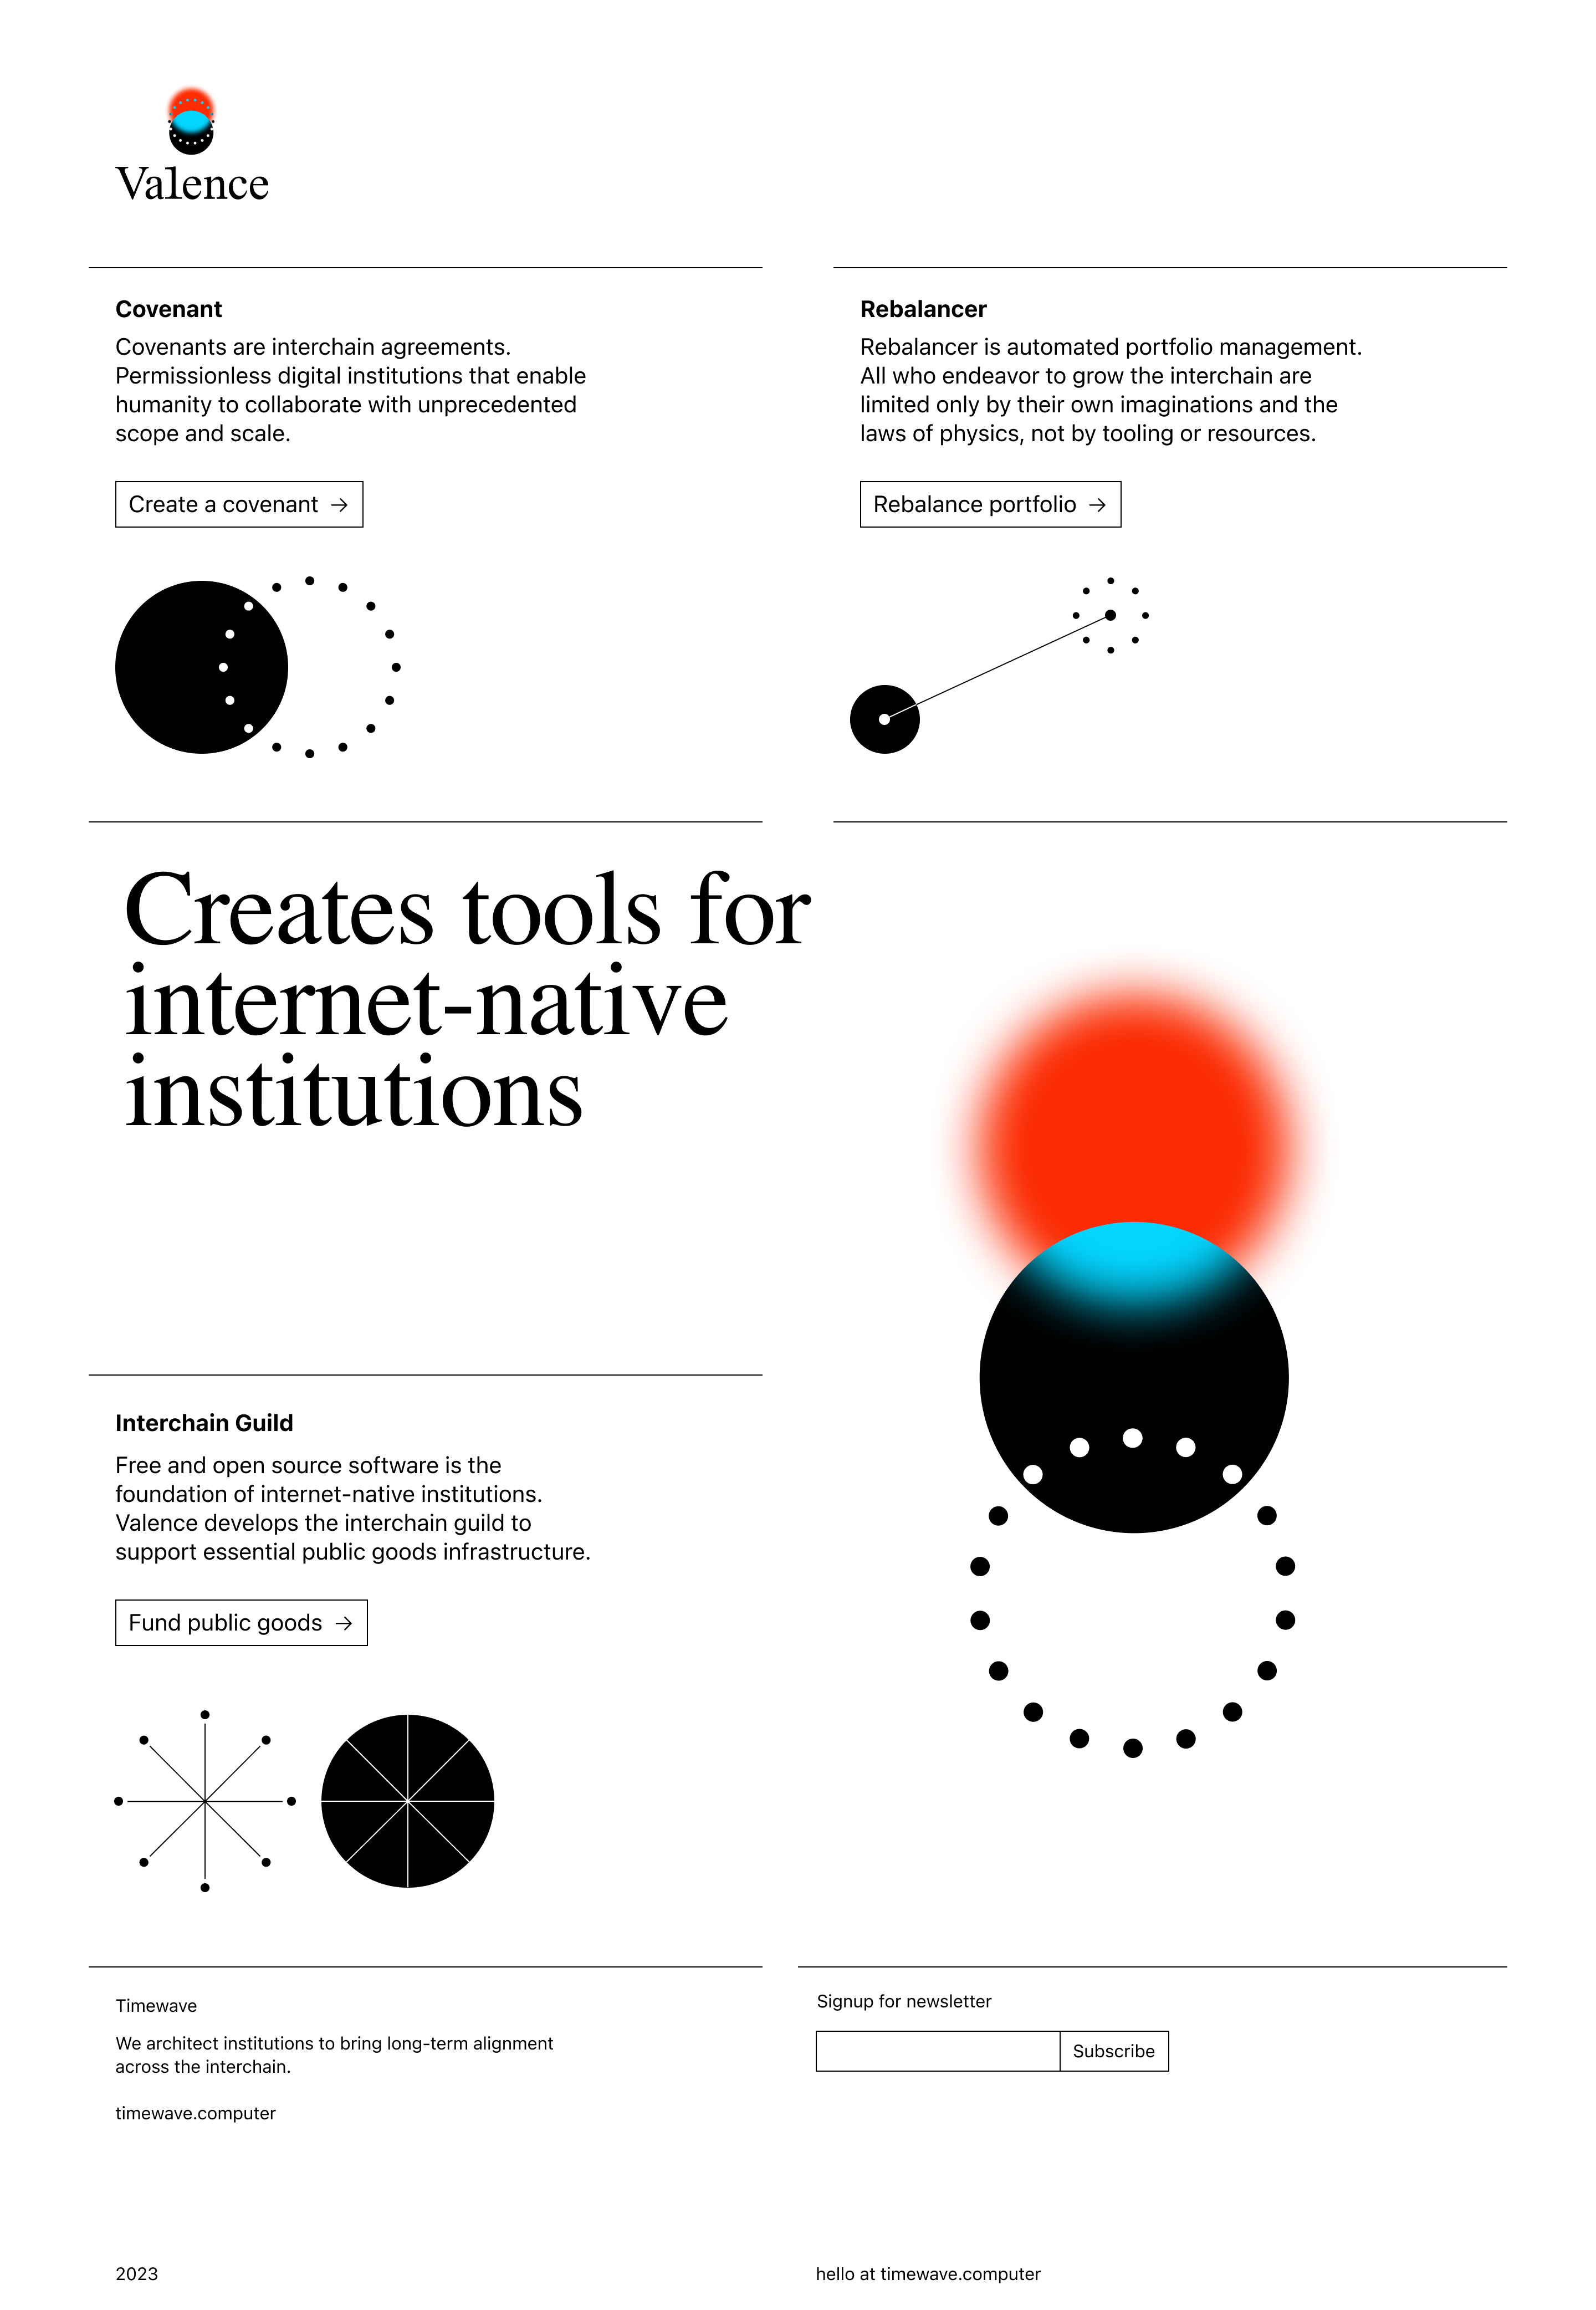 Valence
Covenant
Covenants are interchain agreements.
Permissionless digital institutions that enable
humanity to collaborate with unprecedented
scope and scale.
Create a covenant →
Rebalancer
Rebalancer is automated portfolio management.
All who endeavor to grow the interchain are
limited only by their own imaginations and the
laws of physics, not by tooling or resources.
Rebalance portfolio →
Creates tools for
internet-native
institutions
Interchain Guild
Free and open source software is the
foundation of internet-native institutions.
Valence develops the interchain guild to
support essential public goods infrastructure.
Fund public goods →
Timewave
We architect institutions to bring long-term alignment
across the interchain.
timewave.computer
Signup for newsletter
Subscribe
2023
hello at timewave.computer